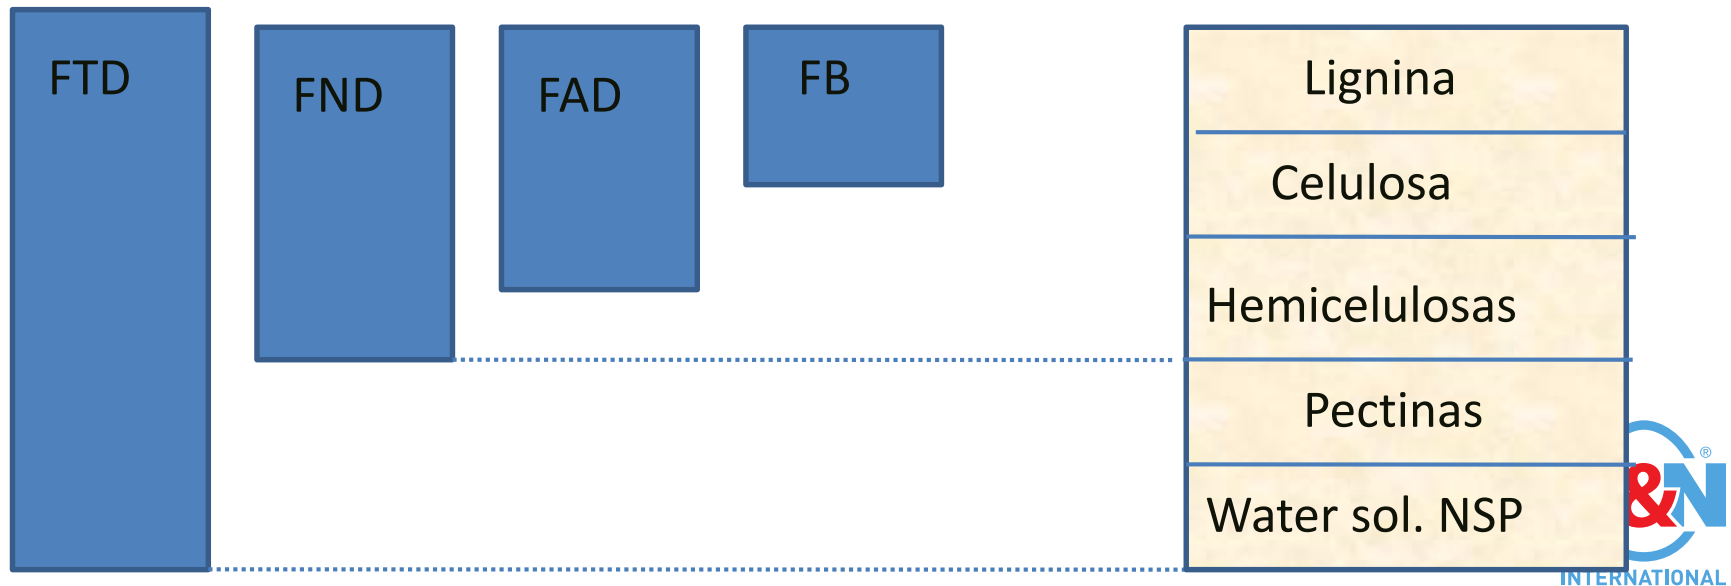 FTD
FND
FAD
FB
Lignina
Celulosa
Hemicelulosas
Pectinas
Water sol. NSP
&N®
INTERNATIONAL